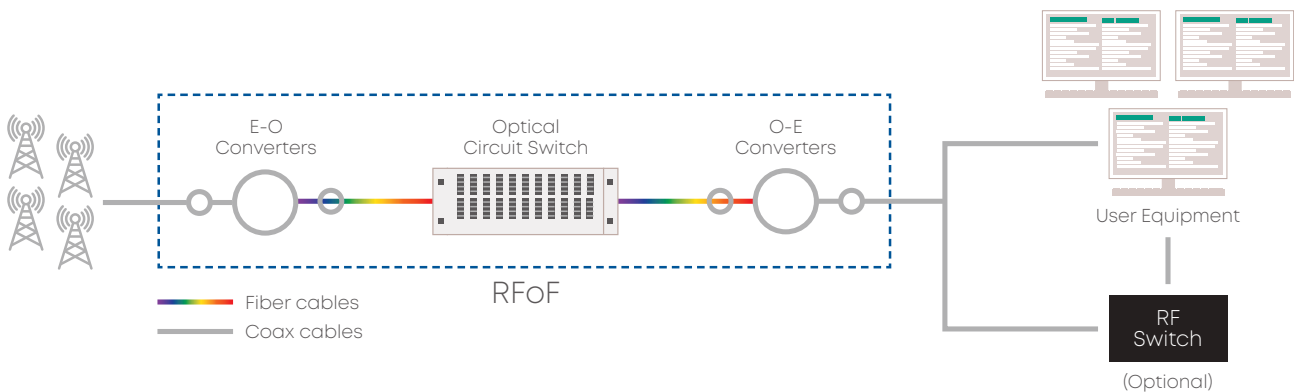 E-O
Converters
Optical
Circuit Switch
O-E
Converters
User Equipment
RFoF
Fiber cables
Coax cables
RF
Switch
(Optional)